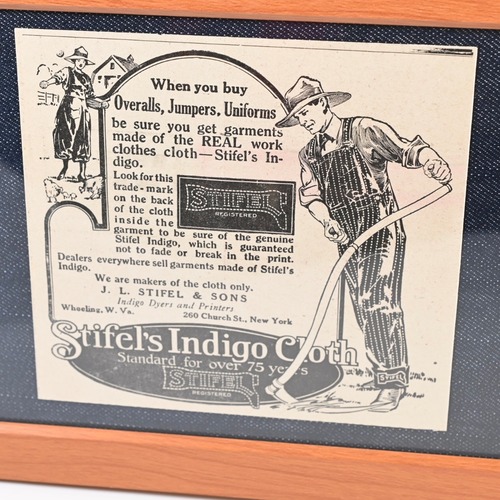 When you buy
Overalls, Jumpers, Uniforms
be sure you get garments
made of the REAL work
clothes cloth—Stifel's In-
digo.
Look for this
trade-mark
on the back
of the cloth
inside the
STIFEL
REGISTERED
garment to be sure of the genuine
Stifel Indigo, which is guaranteed
not to fade or break in the print.
Dealers everywhere sell garments made of Stifel's
Indigo.
We are makers of the cloth only.
J. L. STIFEL & SONS
Indigo Dyers and Printers
Wheeling, W. Va. 260 Church St., New York
Stifel's Indigo Cloth
Standard for over 75 years
STIFEL
REGISTERED